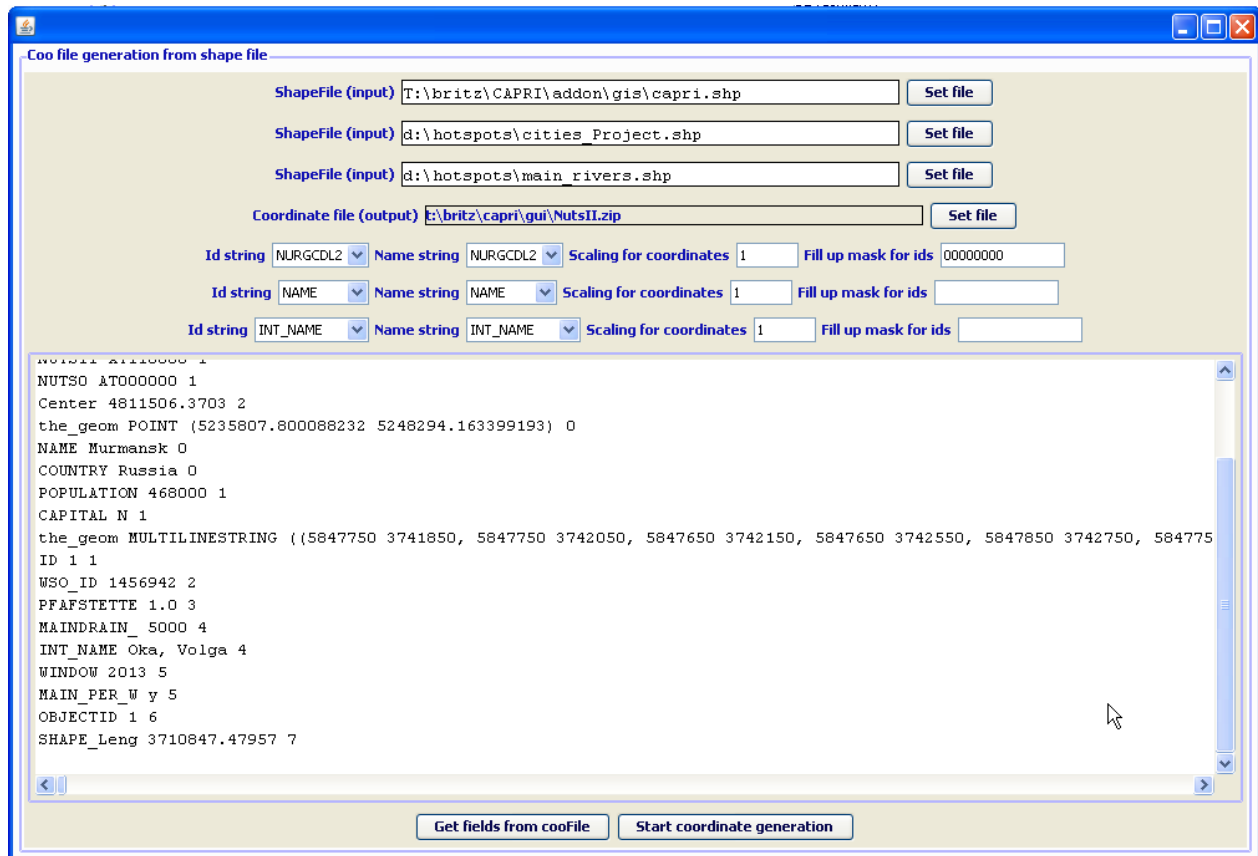 Coo file generation from shape file
ShapeFile (input) T:\britz\CAPRI\addon\gis\capri.shp Set file
ShapeFile (input) d:\hotspots\cities_Project.shp Set file
ShapeFile (input) d:\hotspots\main_rivers.shp Set file
Coordinate file (output) t:\britz\capri\gui\NutsII.zip Set file
Id string NURGCDL2 Name string NURGCDL2 Scaling for coordinates 1 Fill up mask for ids 00000000
Id string NAME Name string NAME Scaling for coordinates 1 Fill up mask for ids
Id string INT_NAME Name string INT_NAME Scaling for coordinates 1 Fill up mask for ids
NUTSII AT110000 1
NUTS0 AT000000 1
Center 4811506.3703 2
the_geom POINT (5235807.800088232 5248294.163399193) 0
NAME Murmansk 0
COUNTRY Russia 0
POPULATION 468000 1
CAPITAL N 1
the_geom MULTILINESTRING ((5847750 3741850, 5847750 3742050, 5847650 3742150, 5847650 3742550, 5847850 3742750, 584775
ID 1 1
WSO_ID 1456942 2
PFAFSTETTE 1.0 3
MAINDRAIN_ 5000 4
INT_NAME Oka, Volga 4
WINDOW 2013 5
MAIN_PER_W y 5
OBJECTID 1 6
SHAPE_Leng 3710847.47957 7
Get fields from cooFile Start coordinate generation